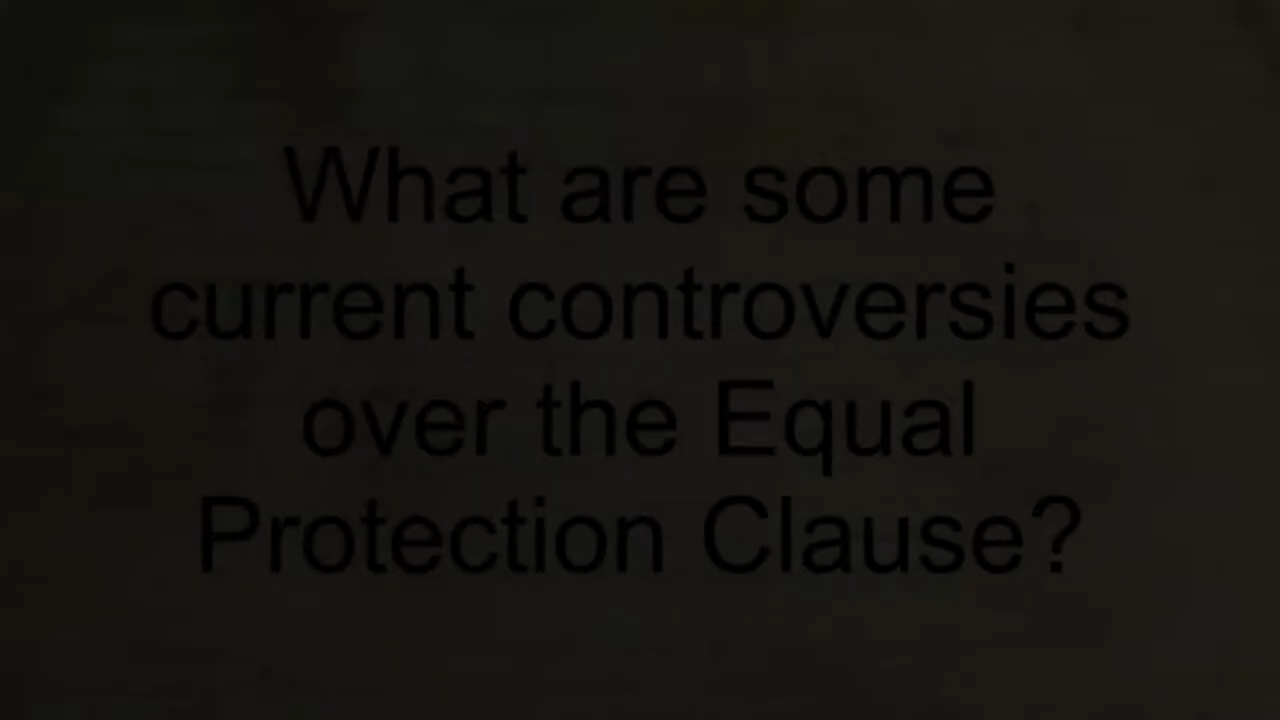 What are some
current controversies
over the Equal
Protection Clause?